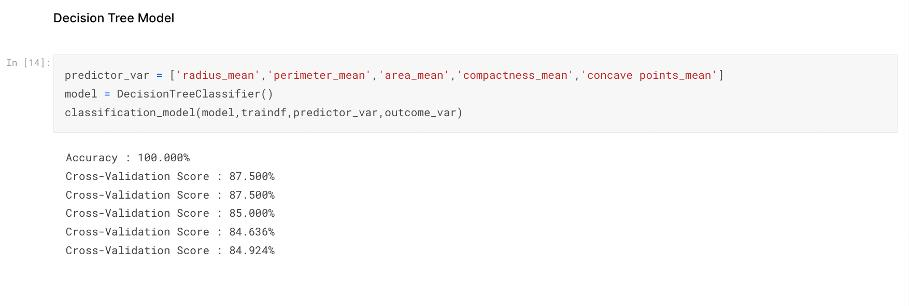 Decision Tree Model
In [14]:
predictor_var = ['radius_mean','perimeter_mean','area_mean','compactness_mean','concave points_mean']
model = DecisionTreeClassifier()
classification_model(model,traindf,predictor_var,outcome_var)
Accuracy : 100.000%
Cross-Validation Score : 87.500%
Cross-Validation Score : 87.500%
Cross-Validation Score : 85.000%
Cross-Validation Score : 84.636%
Cross-Validation Score : 84.924%